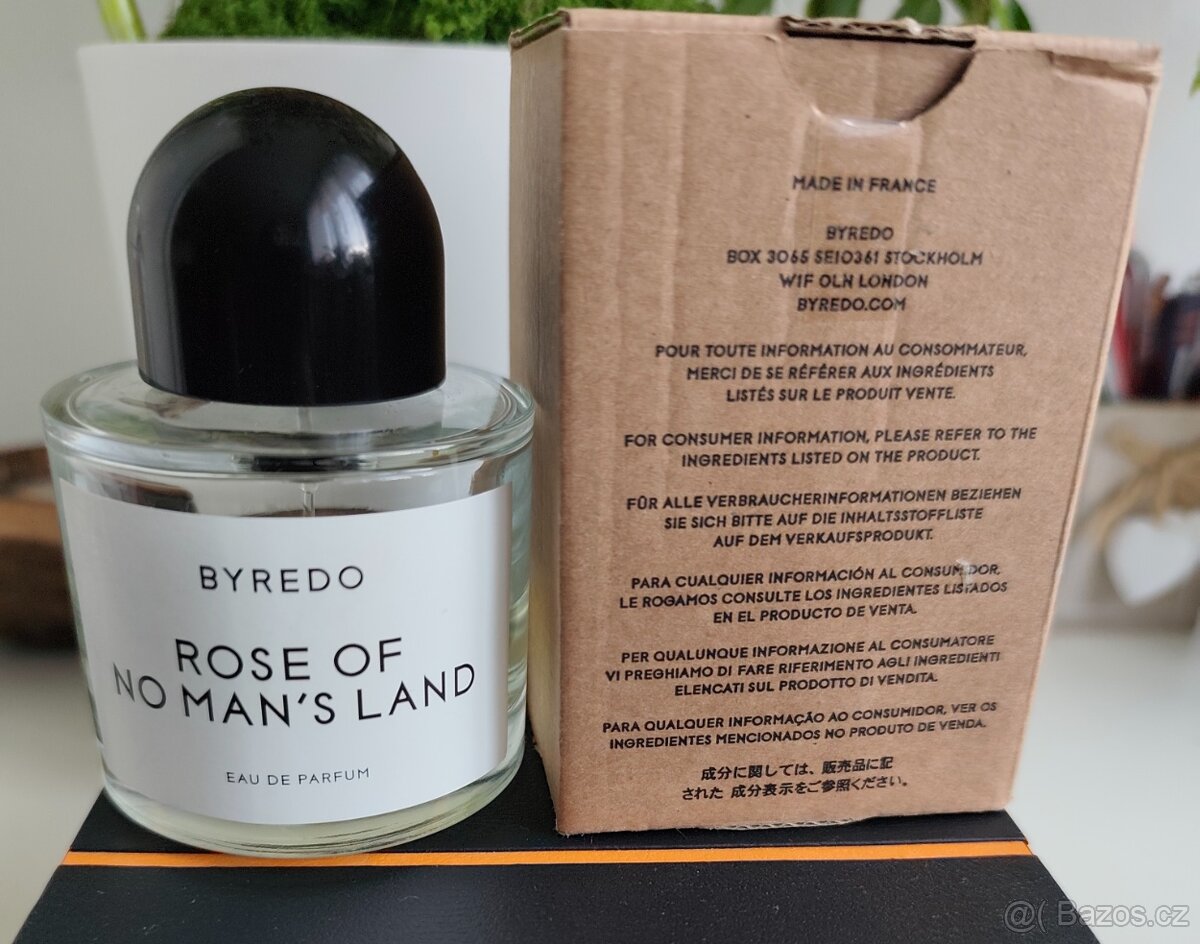 BYREDO
ROSE OF
NO MAN'S LAND
EAU DE PARFUM
MADE IN FRANCE
BYREDO
BOX 3065 SE10361 STOCKHOLM
W1F 0LN LONDON
BYREDO.COM
POUR TOUTE INFORMATION AU CONSOMMATEUR,
MERCI DE SE RÉFÉRER AUX INGRÉDIENTS
LISTÉS SUR LE PRODUIT VENTE.
FOR CONSUMER INFORMATION, PLEASE REFER TO THE
INGREDIENTS LISTED ON THE PRODUCT.
FÜR ALLE VERBRAUCHERINFORMATIONEN BEZIEHEN
SIE SICH BITTE AUF DIE INHALTSSTOFFLISTE
AUF DEM VERKAUFSPRODUKT.
PARA CUALQUIER INFORMACIÓN AL CONSUMIDOR,
LE ROGAMOS CONSULTE LOS INGREDIENTES LISTADOS
EN EL PRODUCTO DE VENTA.
PER QUALUNQUE INFORMAZIONE AL CONSUMATORE
VI PREGHIAMO DI FARE RIFERIMENTO AGLI INGREDIENTI
ELENCATI SUL PRODOTTO DI VENDITA.
PARA QUALQUER INFORMAÇÃO AO CONSUMIDOR, VER OS
INGREDIENTES MENCIONADOS NO PRODUTO DE VENDA.
成分に関しては、販売品に記
された 成分表示をご参照ください。
@( Bazos.cz